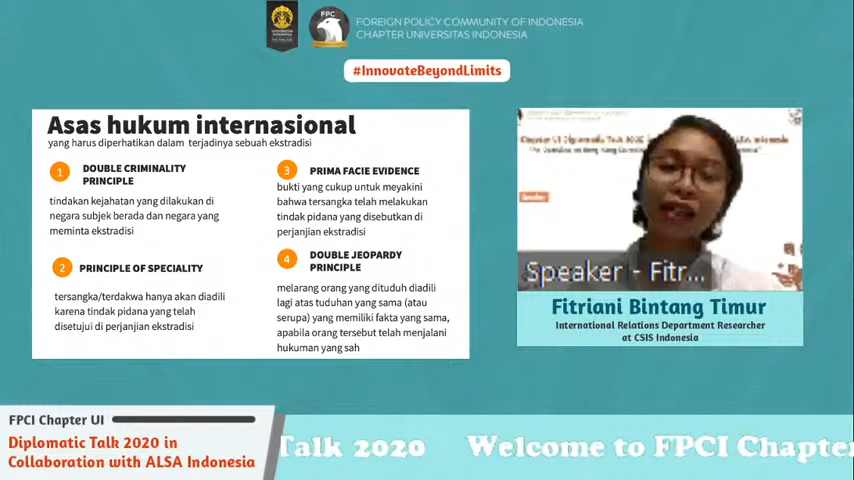 FPC
FOREIGN POLICY COMMUNITY OF INDONESIA
CHAPTER UNIVERSITAS INDONESIA
#InnovateBeyondLimits
Asas hukum internasional
yang harus diperhatikan dalam terjadinya sebuah ekstradisi
1
DOUBLE CRIMINALITY
PRINCIPLE
tindakan kejahatan yang dilakukan di
negara subjek berada dan negara yang
meminta ekstradisi
2
PRINCIPLE OF SPECIALITY
tersangka/terdakwa hanya akan diadili
karena tindak pidana yang telah
disetujui di perjanjian ekstradisi
3
PRIMA FACIE EVIDENCE
bukti yang cukup untuk meyakini
bahwa tersangka telah melakukan
tindak pidana yang disebutkan di
perjanjian ekstradisi
4
DOUBLE JEOPARDY
PRINCIPLE
melarang orang yang dituduh diadili
lagi atas tuduhan yang sama (atau
serupa) yang memiliki fakta yang sama,
apabila orang tersebut telah menjalani
hukuman yang sah
Speaker
Speaker - Fitr...
Fitriani Bintang Timur
International Relations Department Researcher
at CSIS Indonesia
FPCI Chapter UI
Diplomatic Talk 2020 in
Collaboration with ALSA Indonesia
Talk 2020 Welcome to FPCI Chapter